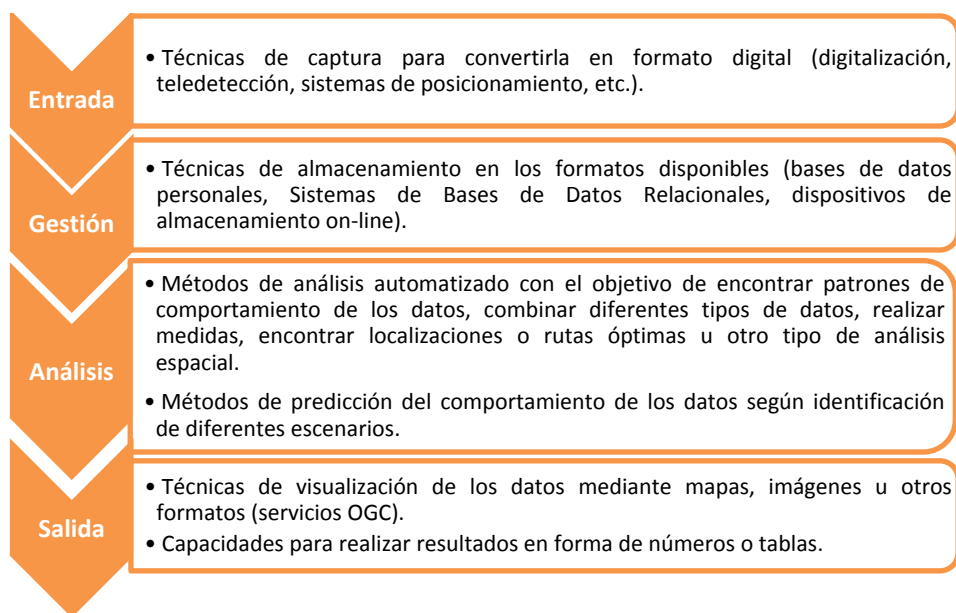 Entrada
• Técnicas de captura para convertirla en formato digital (digitalización,
teledetección, sistemas de posicionamiento, etc.).
Gestión
• Técnicas de almacenamiento en los formatos disponibles (bases de datos
personales, Sistemas de Bases de Datos Relacionales, dispositivos de
almacenamiento on-line).
Análisis
• Métodos de análisis automatizado con el objetivo de encontrar patrones de
comportamiento de los datos, combinar diferentes tipos de datos, realizar
medidas, encontrar localizaciones o rutas óptimas u otro tipo de análisis
espacial.
• Métodos de predicción del comportamiento de los datos según identificación
de diferentes escenarios.
Salida
• Técnicas de visualización de los datos mediante mapas, imágenes u otros
formatos (servicios OGC).
• Capacidades para realizar resultados en forma de números o tablas.